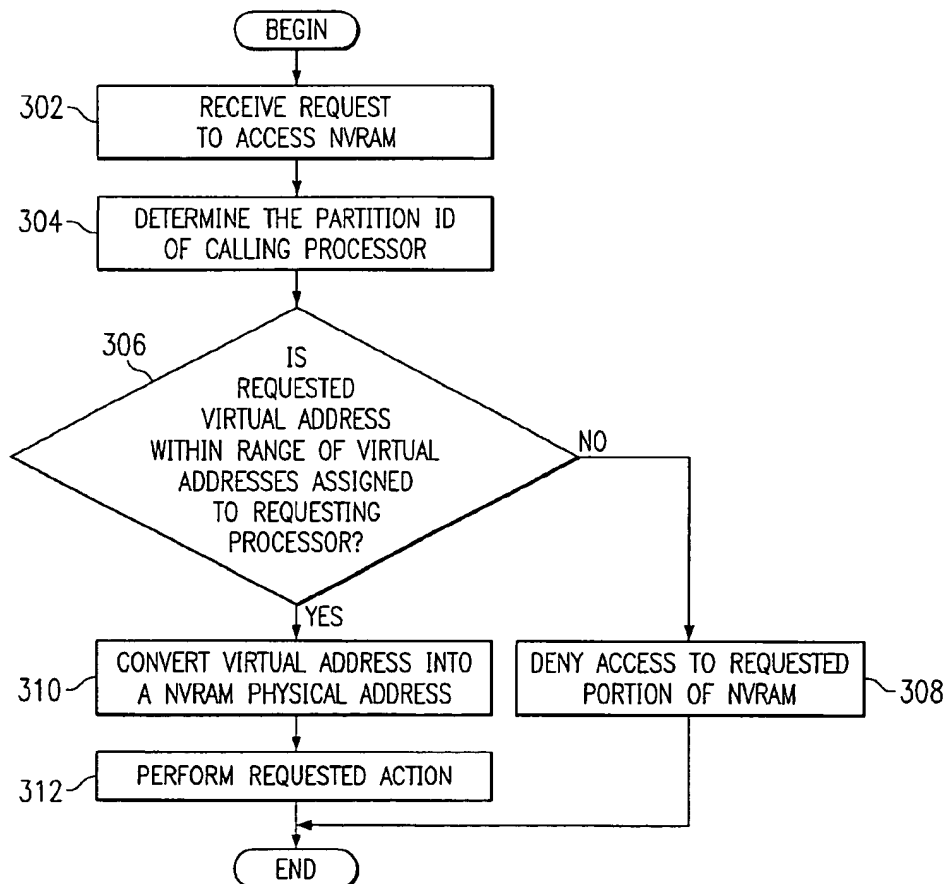 BEGIN
302
RECEIVE REQUEST
TO ACCESS NVRAM
304
DETERMINE THE PARTITION ID
OF CALLING PROCESSOR
306
IS
REQUESTED
VIRTUAL ADDRESS
WITHIN RANGE OF VIRTUAL
ADDRESSES ASSIGNED
TO REQUESTING
PROCESSOR?
NO
YES
310
CONVERT VIRTUAL ADDRESS INTO
A NVRAM PHYSICAL ADDRESS
DENY ACCESS TO REQUESTED
PORTION OF NVRAM
308
312
PERFORM REQUESTED ACTION
END